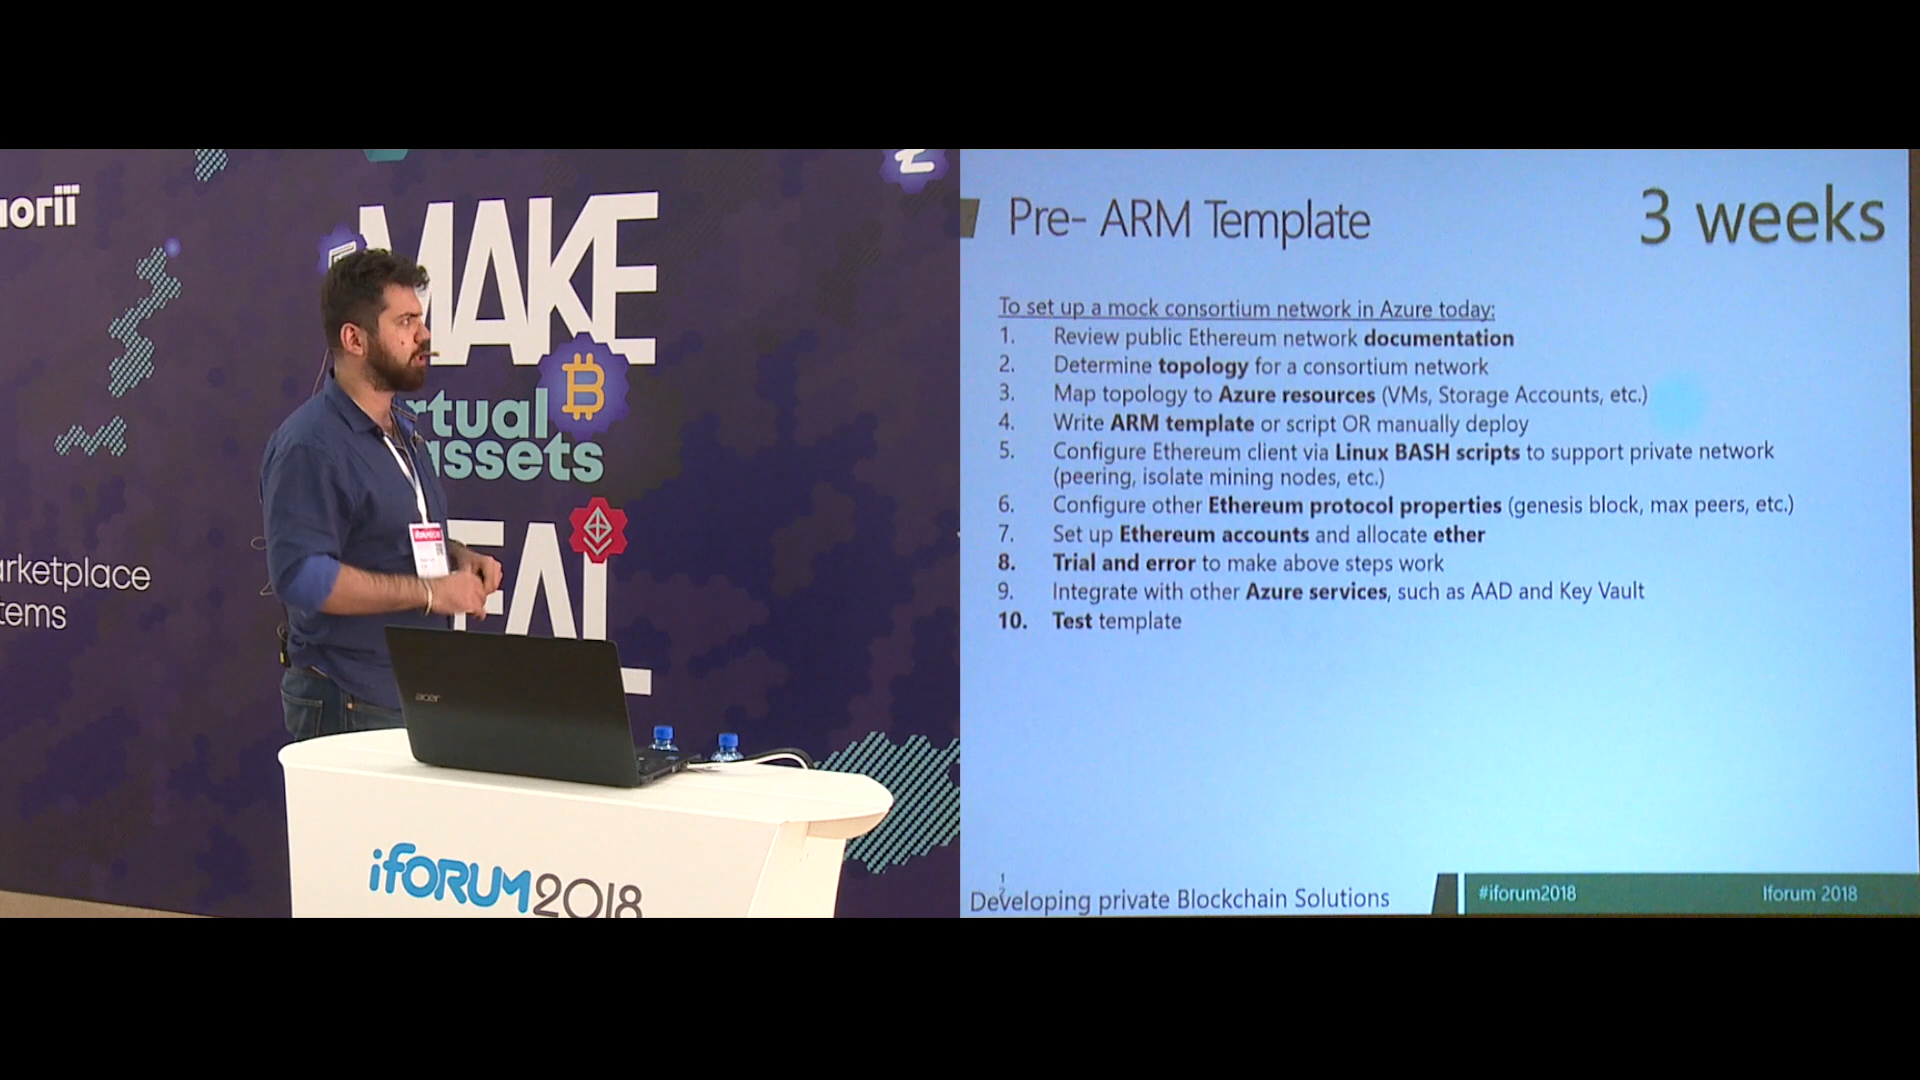 MAKE
assets
acer
iFORUM2018
Pre- ARM Template
3 weeks
To set up a mock consortium network in Azure today:
1. Review public Ethereum network documentation
2. Determine topology for a consortium network
3. Map topology to Azure resources (VMs, Storage Accounts, etc.)
4. Write ARM template or script OR manually deploy
5. Configure Ethereum client via Linux BASH scripts to support private network
(peering, isolate mining nodes, etc.)
6. Configure other Ethereum protocol properties (genesis block, max peers, etc.)
7. Set up Ethereum accounts and allocate ether
8. Trial and error to make above steps work
9. Integrate with other Azure services, such as AAD and Key Vault
10. Test template
Developing private Blockchain Solutions
#iforum2018
Iforum 2018